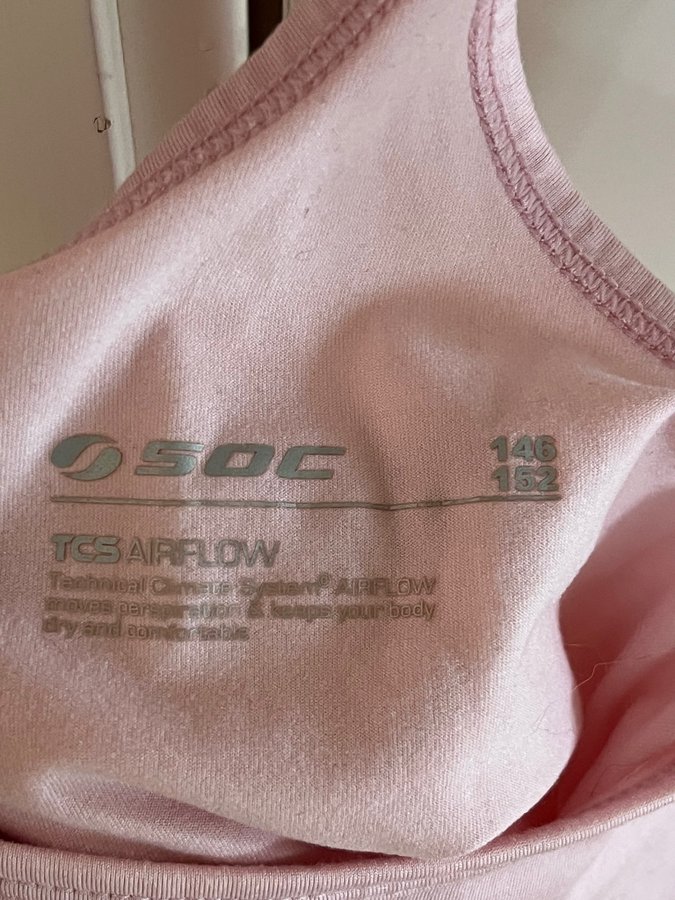 SOC
146
152
TCS AIRFLOW
Technical Climate System® AIRFLOW
moves perspiration & keeps your body
dry and comfortable